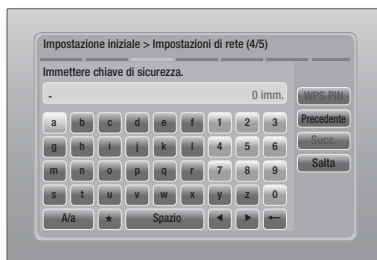 Impostazione iniziale > Impostazioni di rete (4/5)
Immettere chiave di sicurezza.
- 0 imm.
WPS PIN
a b c d e f 1 2 3
Precedente
g h i j k l 4 5 6
Succ.
m n o p q r 7 8 9
Salta
s t u v w x y z 0
A/a ★ Spazio ◀ ▶ ←